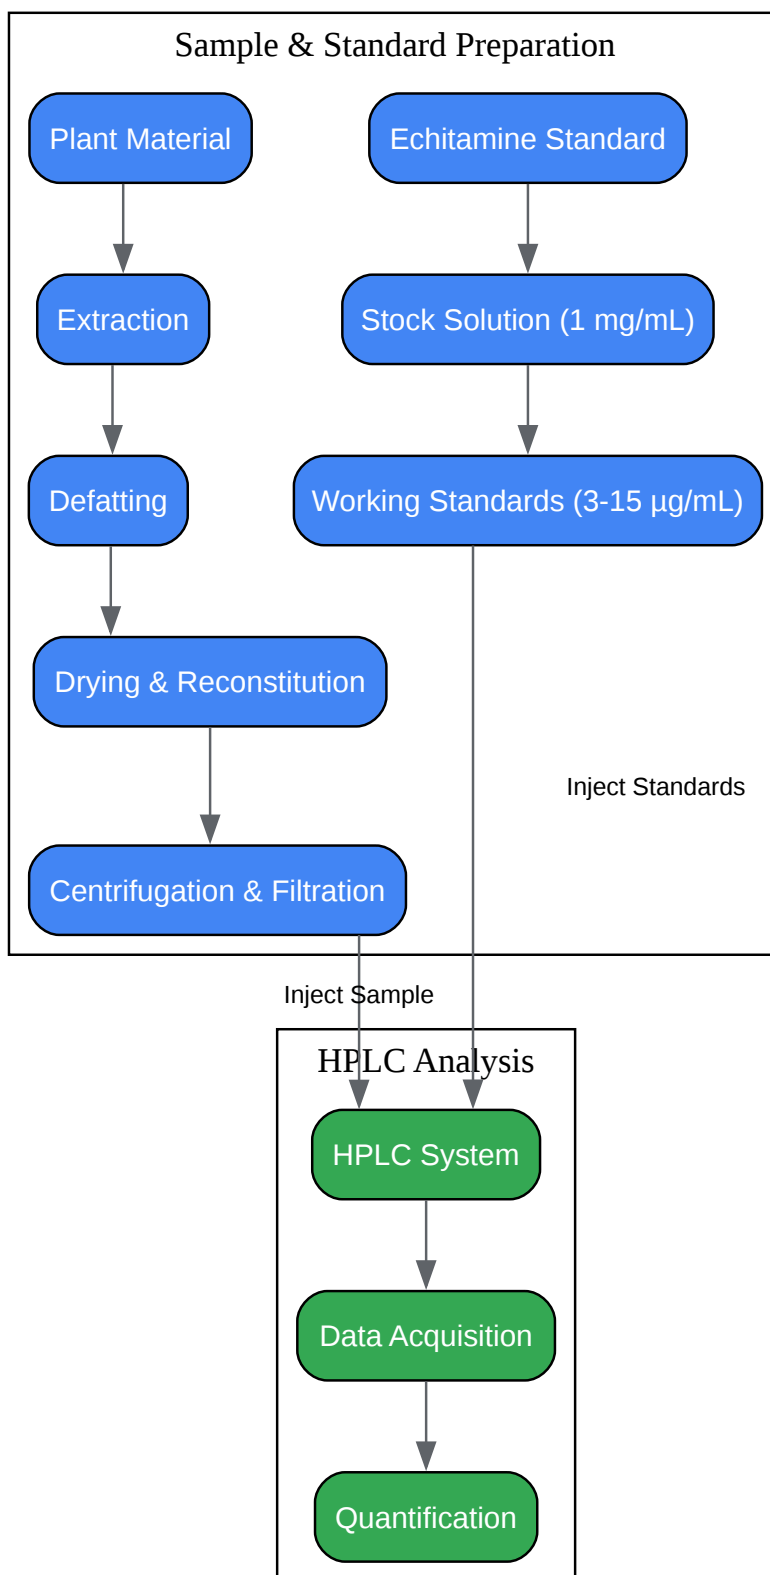 Sample & Standard Preparation
Plant Material
Echitamine Standard
Extraction
Stock Solution (1 mg/mL)
Defatting
Working Standards (3-15 µg/mL)
Drying & Reconstitution
Inject Standards
Centrifugation & Filtration
Inject Sample
HPLC Analysis
HPLC System
Data Acquisition
Quantification